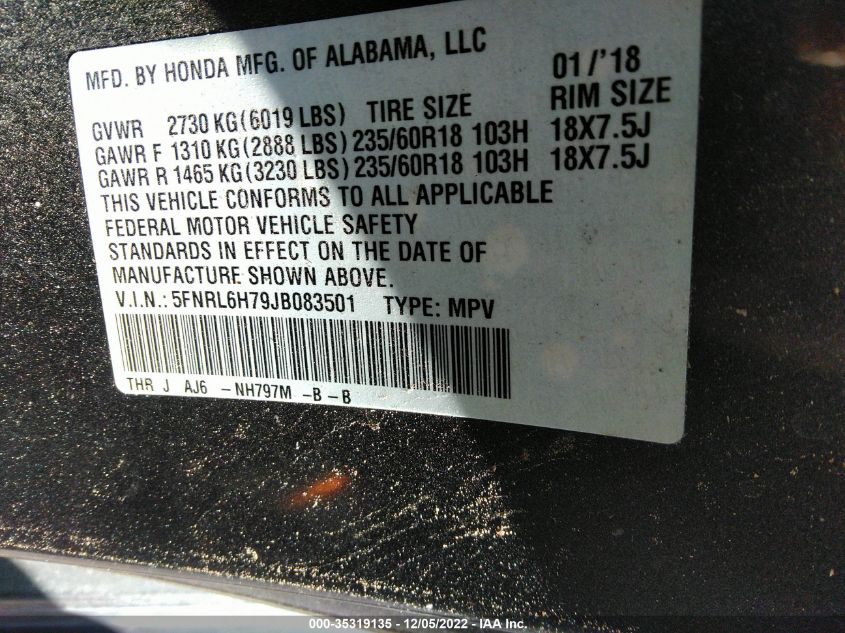 MFD. BY HONDA MFG. OF ALABAMA, LLC 01/'18
GVWR 2730 KG(6019 LBS) TIRE SIZE RIM SIZE
GAWR F 1310 KG(2888 LBS) 235/60R18 103H 18X7.5J
GAWR R 1465 KG(3230 LBS) 235/60R18 103H 18X7.5J
THIS VEHICLE CONFORMS TO ALL APPLICABLE
FEDERAL MOTOR VEHICLE SAFETY
STANDARDS IN EFFECT ON THE DATE OF
MANUFACTURE SHOWN ABOVE.
V.I.N.: 5FNRL6H79JB083501 TYPE: MPV
THR J AJ6 -NH797M -B-B
000-35319135 - 12/05/2022 - IAA Inc.